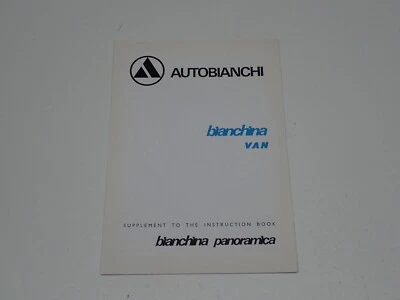 AUTOBIANCHI
bianchina
VAN
SUPPLEMENT TO THE INSTRUCTION BOOK
bianchina panoramica